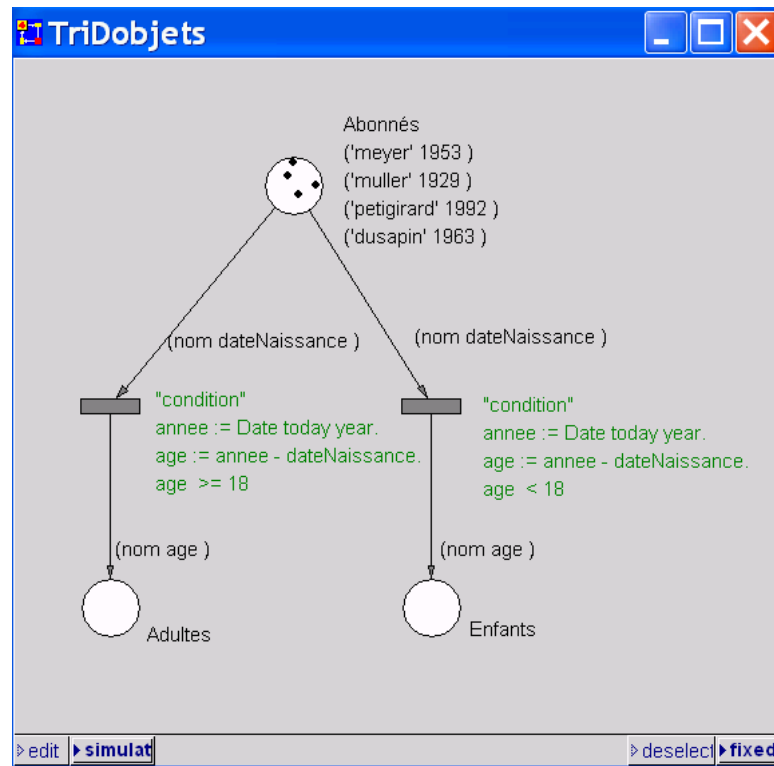 TriDobjets
Abonnés
('meyer' 1953 )
('muller' 1929 )
('petigirard' 1992 )
('dusapin' 1963 )
(nom dateNaissance )
(nom dateNaissance )
"condition"
annee := Date today year.
age := annee - dateNaissance.
age >= 18
"condition"
annee := Date today year.
age := annee - dateNaissance.
age < 18
(nom age )
(nom age )
Adultes
Enfants
edit
simulat
deselect
fixed